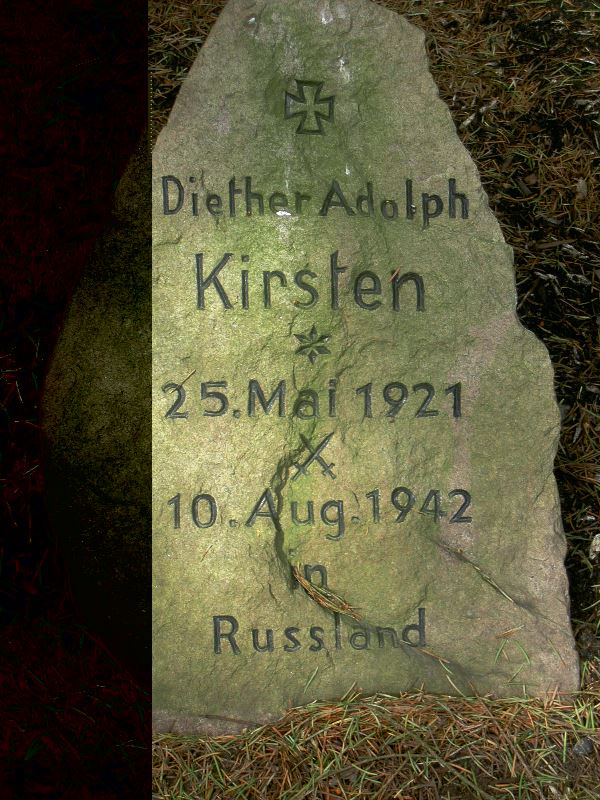 Diether Adolph
Kirsten
25. Mai 1921
10. Aug. 1942
in
Russland